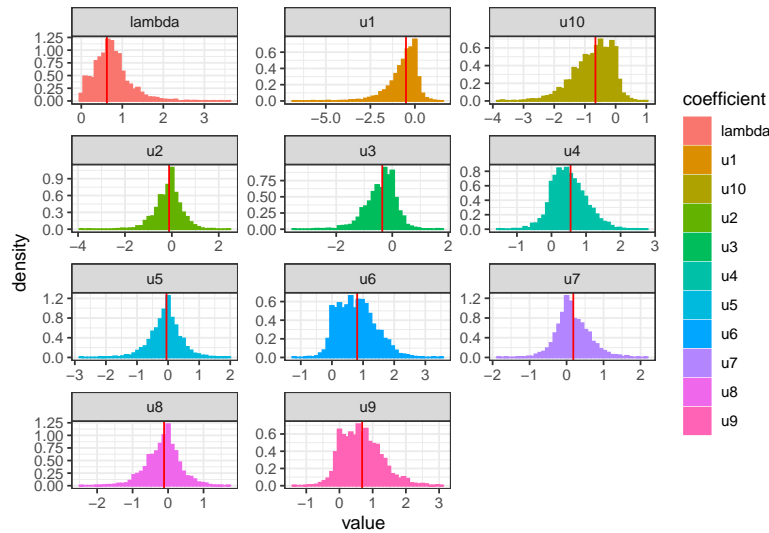 lambda
u1
u10
1.25
1.00
0.75
0.50
0.25
0.00
0 1 2 3
0.6
0.4
0.2
0.0
−5.0 −2.5 0.0
0.6
0.4
0.2
0.0
−4 −3 −2 −1 0 1
u2
u3
u4
0.9
0.6
0.3
0.0
−4 −2 0 2
0.75
0.50
0.25
0.00
−2 0 2
0.8
0.6
0.4
0.2
0.0
−1 0 1 2 3
u5
u6
u7
1.2
0.8
0.4
0.0
−3 −2 −1 0 1 2
0.6
0.4
0.2
0.0
−1 0 1 2 3
1.2
0.8
0.4
0.0
−2 −1 0 1 2
u8
u9
1.25
1.00
0.75
0.50
0.25
0.00
−2 −1 0 1
0.6
0.4
0.2
0.0
−1 0 1 2 3
density
value
coefficient
lambda
u1
u10
u2
u3
u4
u5
u6
u7
u8
u9